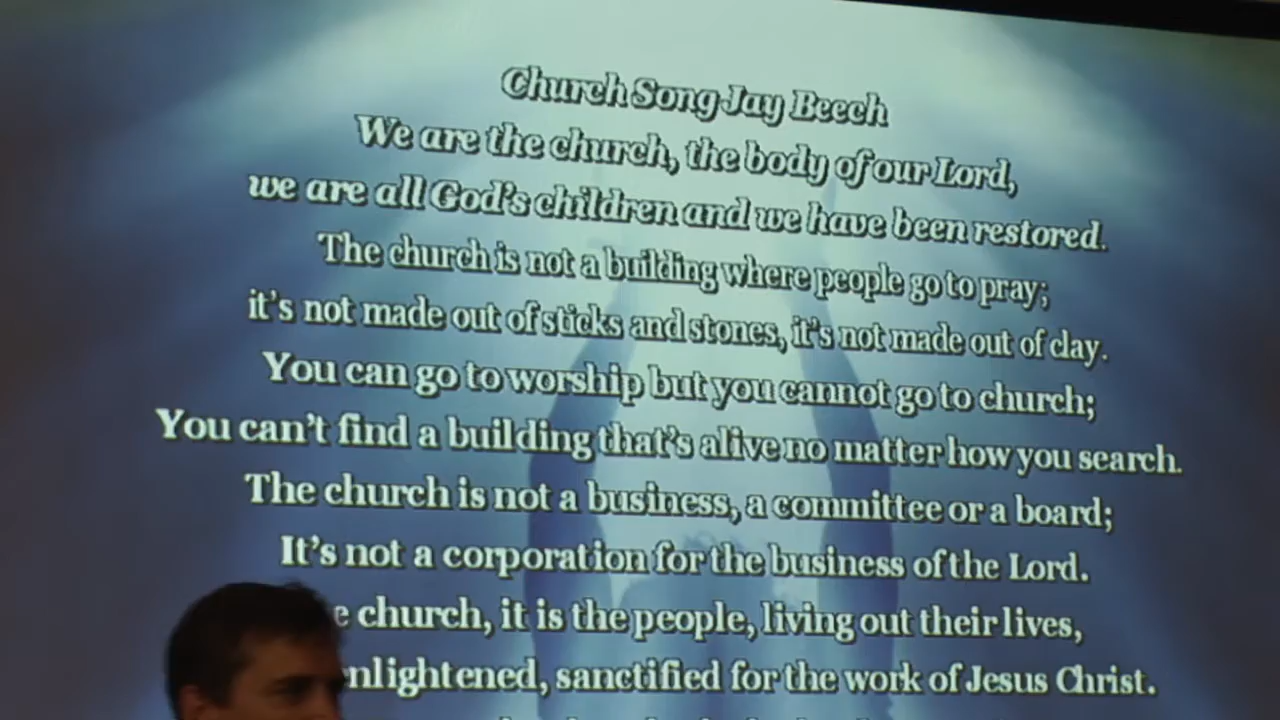 Church Song Jay Beech
We are the church, the body of our Lord,
we are all God's children and we have been restored.
The church is not a building where people go to pray;
it's not made out of sticks and stones, it's not made out of clay.
You can go to worship but you cannot go to church;
You can't find a building that's alive no matter how you search.
The church is not a business, a committee or a board;
It's not a corporation for the business of the Lord.
church, it is the people, living out their lives,
sanctified for the work of Jesus Christ.